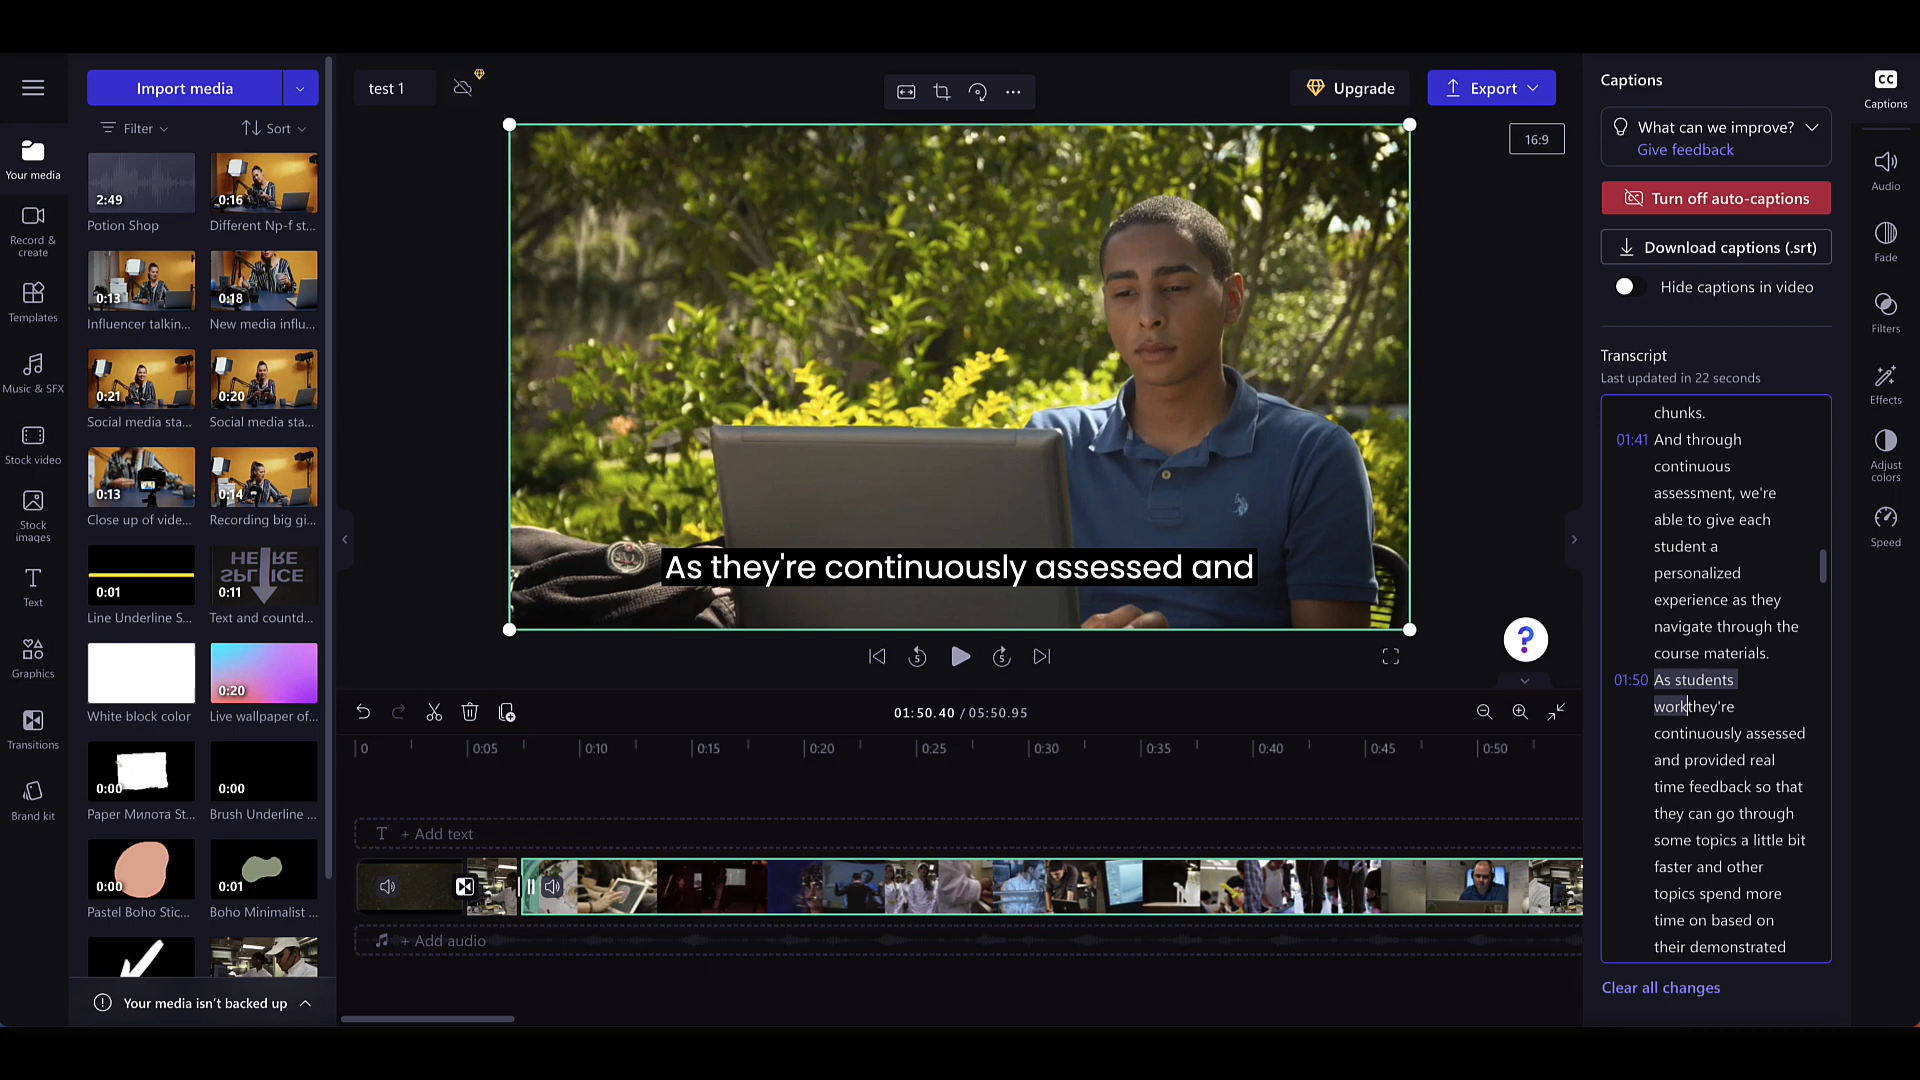 Import media
test 1
Upgrade
Export
Captions
CC
Captions
Filter
Sort
16:9
What can we improve?
Give feedback
Your media
2:49
0:16
Potion Shop
Different Np-f st...
Turn off auto-captions
Audio
Record &
create
Download captions (.srt)
Fade
0:13
0:18
Influencer talkin...
New media influ...
Hide captions in video
Templates
Filters
0:21
0:20
Social media sta...
Social media sta...
Transcript
Last updated in 22 seconds
Music & SFX
Effects
Stock video
0:13
0:14
Close up of vide...
Recording big gi...
Adjust
colors
Stock
images
HERE
SPLICE
0:01
0:11
Line Underline S...
Text and countd...
Speed
Text
As they're continuously assessed and
chunks.
01:41 And through
continuous
assessment, we're
able to give each
student a
personalized
experience as they
navigate through the
course materials.
01:50 As students
workthey're
continuously assessed
and provided real
time feedback so that
they can go through
some topics a little bit
faster and other
topics spend more
time on based on
their demonstrated
Clear all changes
Graphics
0:20
White block color
Live wallpaper of...
5
5
?
Transitions
01:50.40 / 05:50.95
0
0:05
0:10
0:15
0:20
0:25
0:30
0:35
0:40
0:45
0:50
0:00
0:00
Paper Милота St...
Brush Underline ...
Brand kit
T + Add text
0:00
0:01
Pastel Boho Stic...
Boho Minimalist ...
+ Add audio
Your media isn't backed up